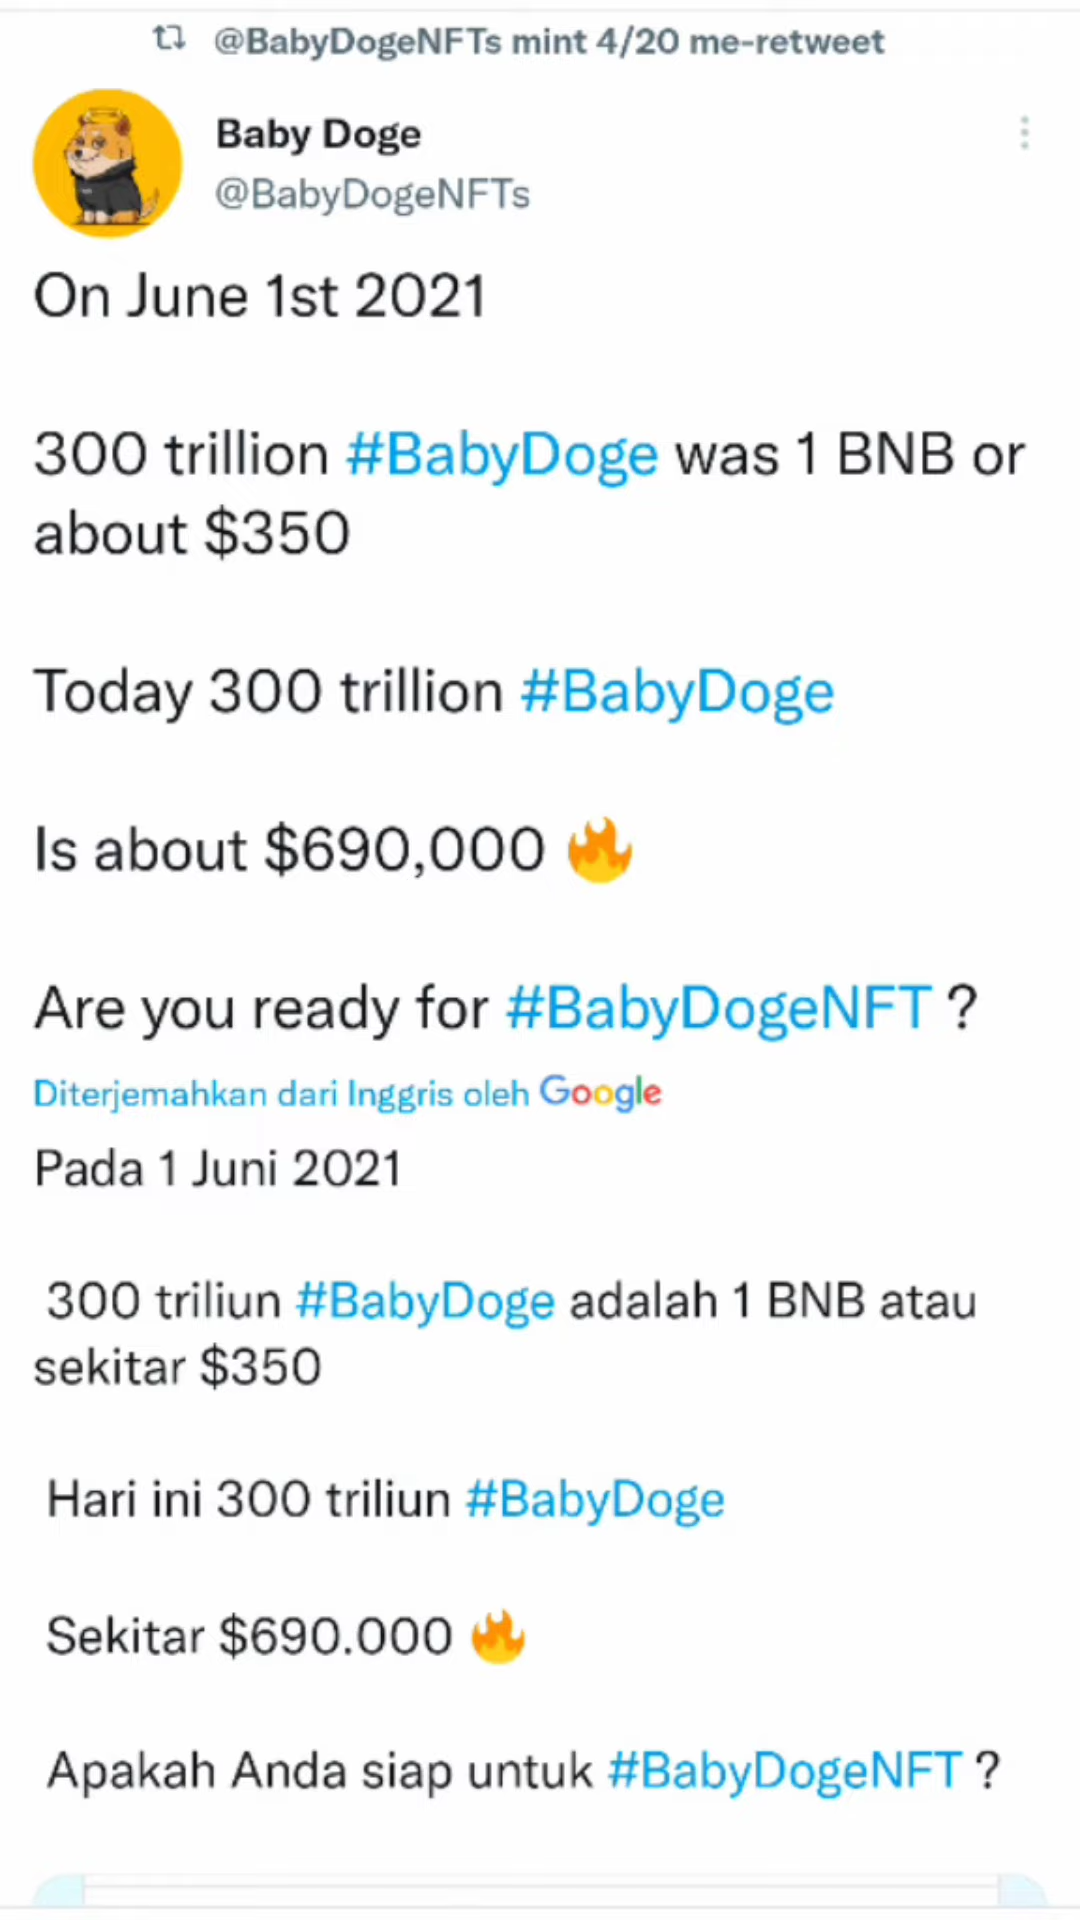 @BabyDogeNFTs mint 4/20 me-retweet
Baby Doge
@BabyDogeNFTs
On June 1st 2021
300 trillion #BabyDoge was 1 BNB or
about $350
Today 300 trillion #BabyDoge
Is about $690,000 🔥
Are you ready for #BabyDogeNFT ?
Diterjemahkan dari Inggris oleh Google
Pada 1 Juni 2021
300 triliun #BabyDoge adalah 1 BNB atau
sekitar $350
Hari ini 300 triliun #BabyDoge
Sekitar $690.000 🔥
Apakah Anda siap untuk #BabyDogeNFT ?